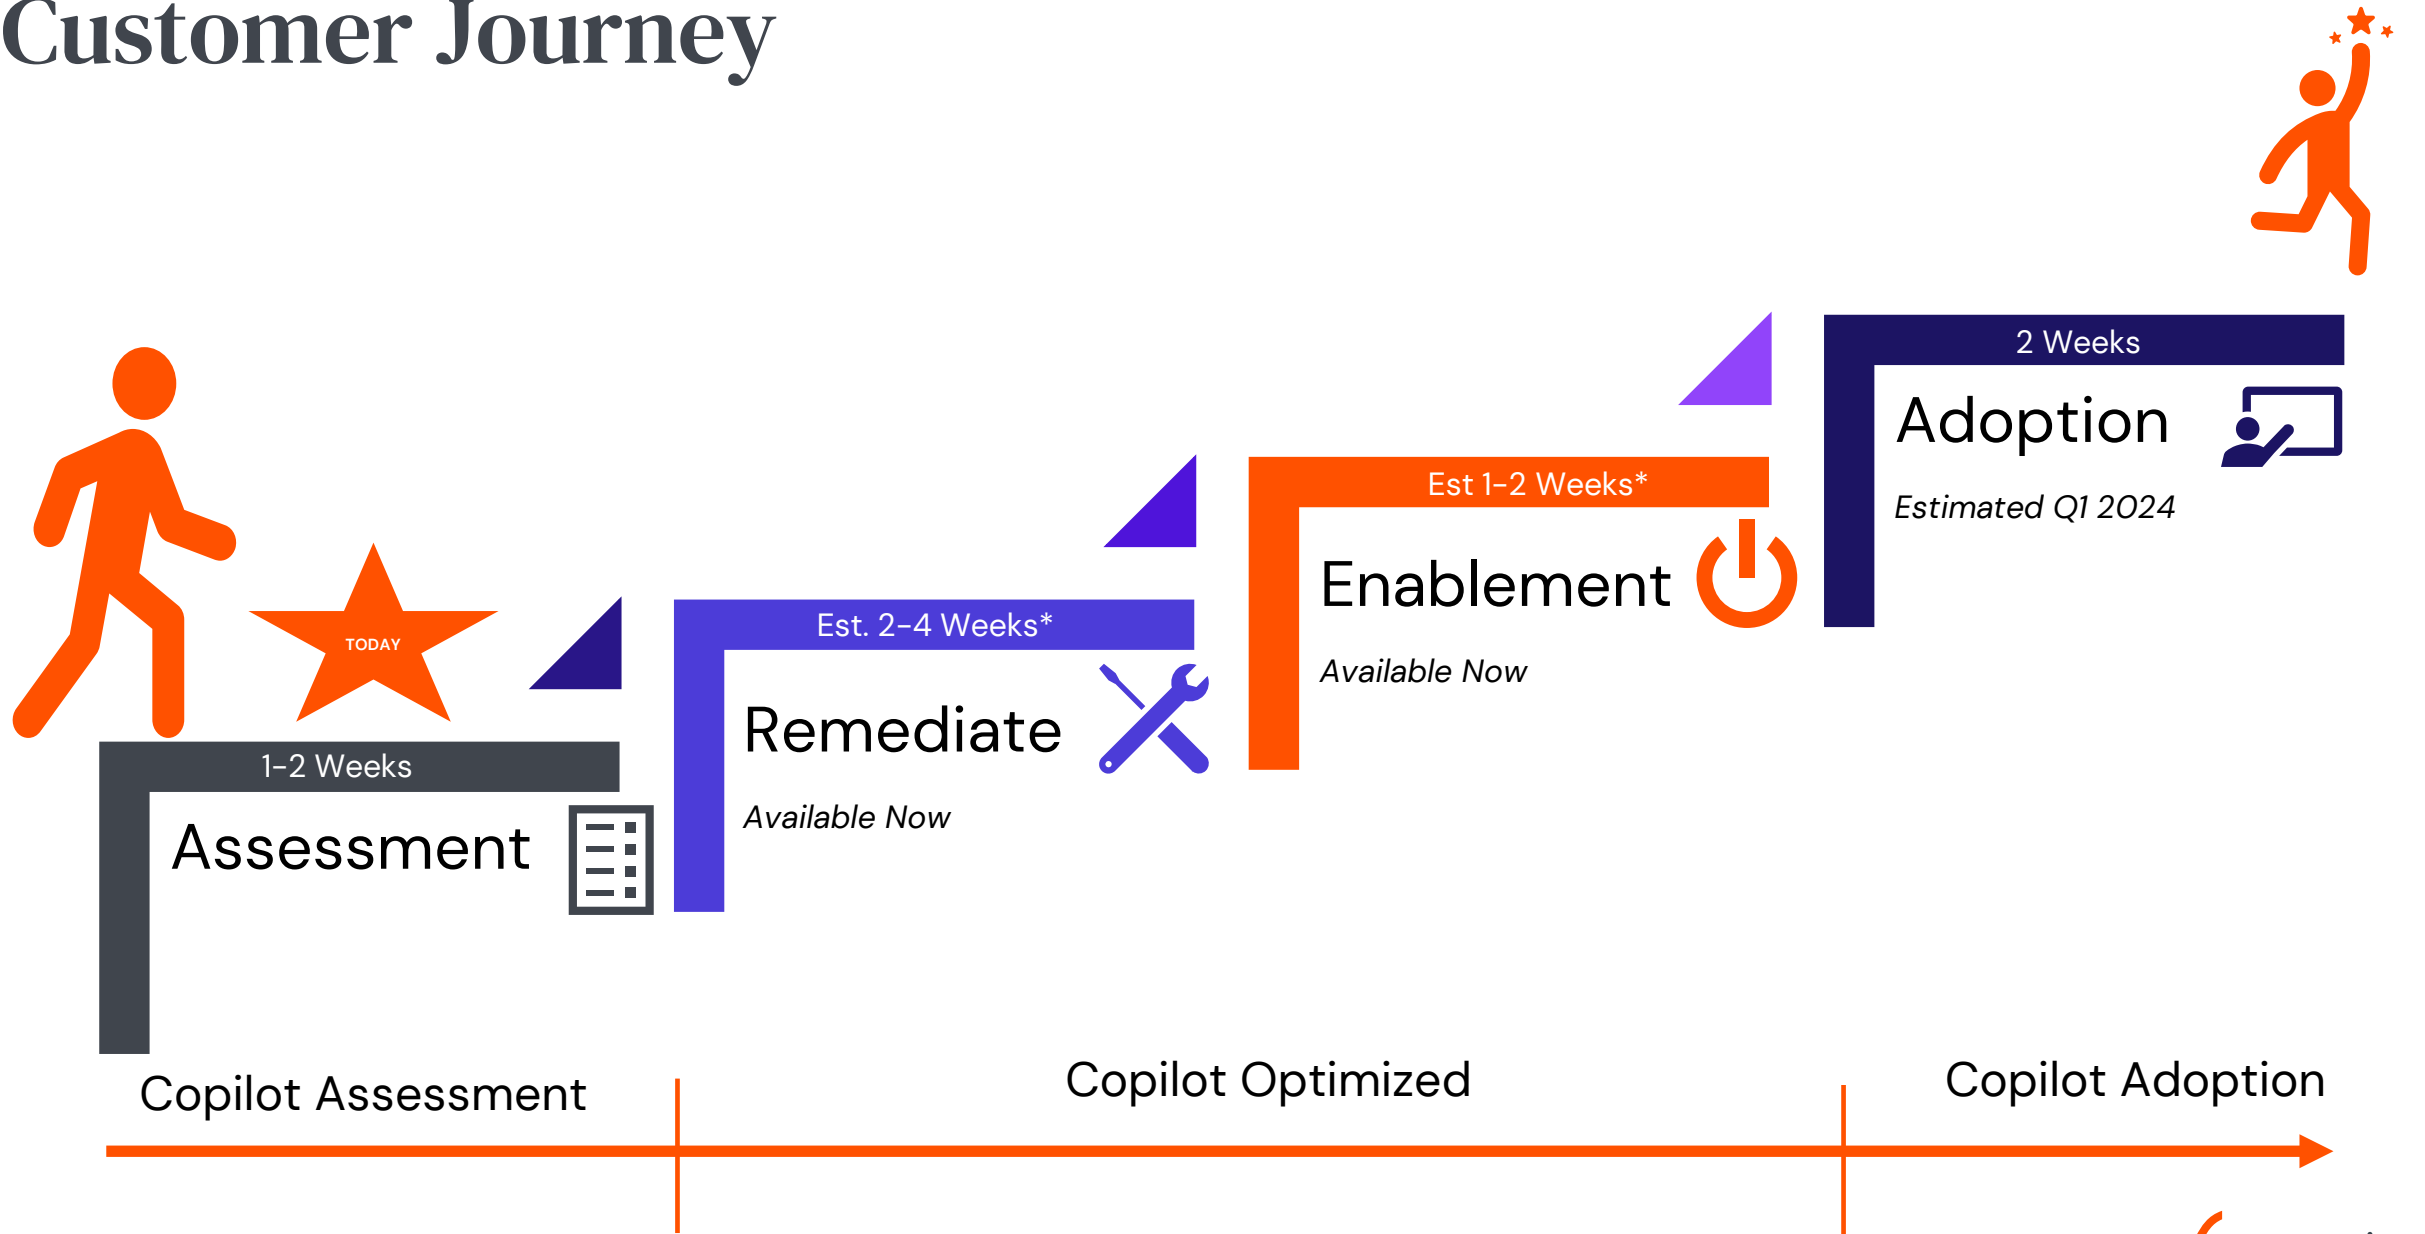 Customer Journey
TODAY
1-2 Weeks
Assessment
Est. 2-4 Weeks*
Remediate
Available Now
Est 1-2 Weeks*
Enablement
Available Now
2 Weeks
Adoption
Estimated Q1 2024
Copilot Assessment
Copilot Optimized
Copilot Adoption